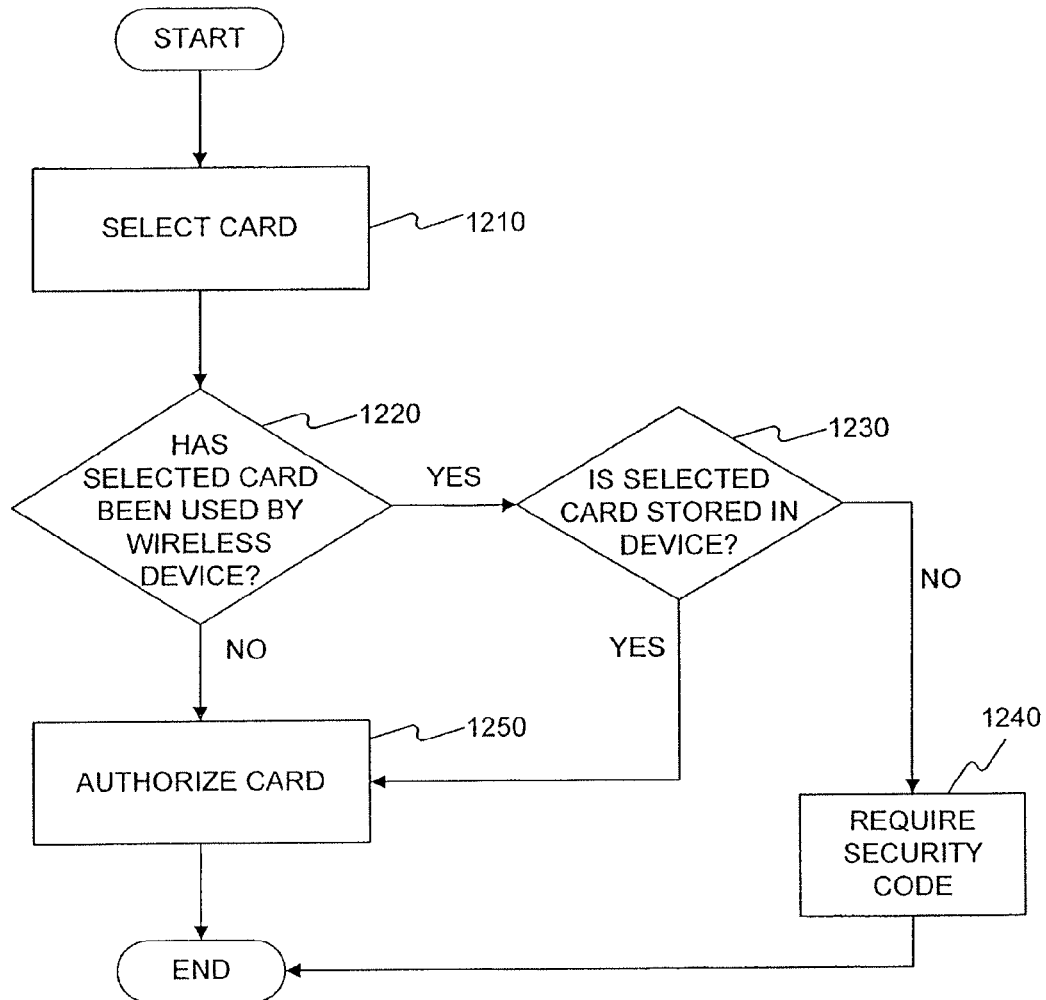 START
SELECT CARD
1210
HAS
SELECTED CARD
BEEN USED BY
WIRELESS
DEVICE?
1220
YES
IS SELECTED
CARD STORED IN
DEVICE?
1230
NO
YES
NO
AUTHORIZE CARD
1250
REQUIRE
SECURITY
CODE
1240
END